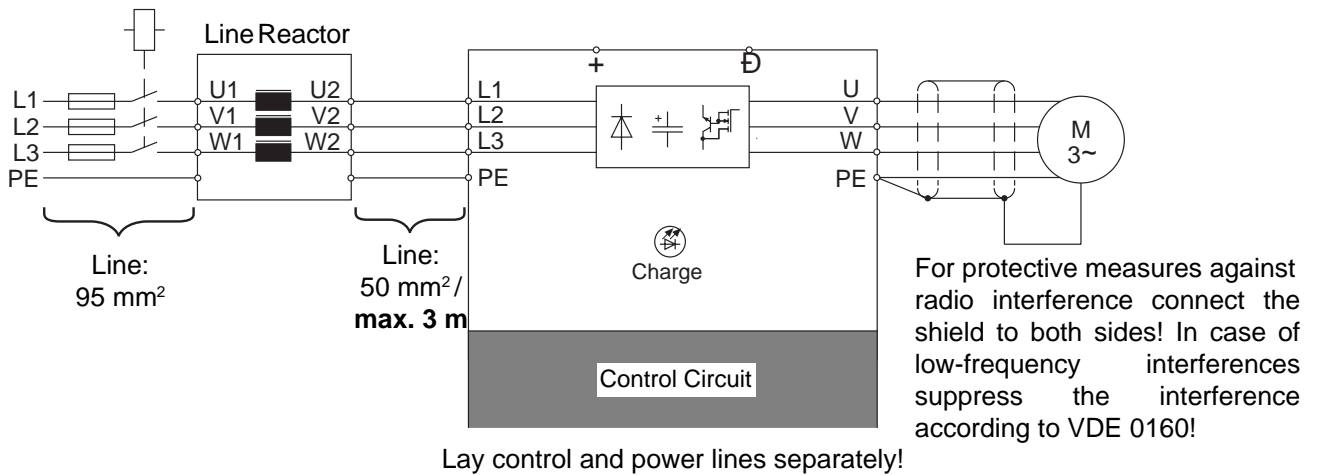 Line Reactor
+ Ð
L1 U1 U2 L1 U
L2 V1 V2 L2 V
L3 W1 W2 L3 W
PE PE PE
+
M
3~
Line:
95 mm²
Line:
50 mm² /
max. 3 m
Charge
Control Circuit
For protective measures against
radio interference connect the
shield to both sides! In case of
low-frequency interferences
suppress the interference
according to VDE 0160!
Lay control and power lines separately!